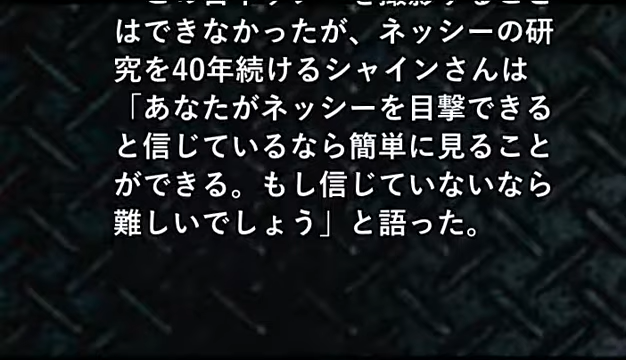 はできなかったが、ネッシーの研
究を40年続けるシャインさんは
「あなたがネッシーを目撃できる
と信じているなら簡単に見ること
ができる。もし信じていないなら
難しいでしょう」と語った。